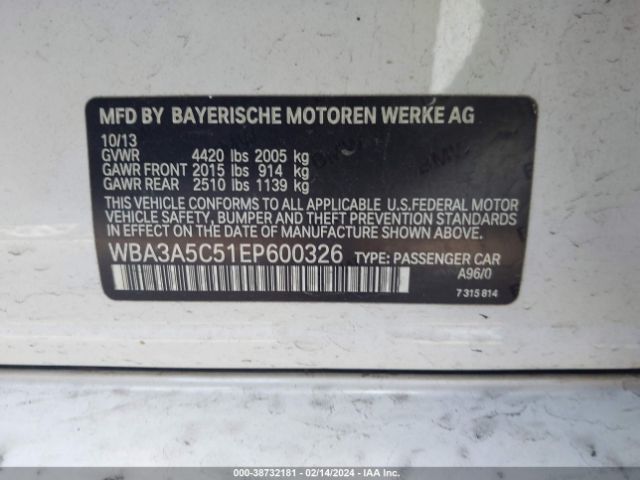 MFD BY BAYERISCHE MOTOREN WERKE AG
10/13
GVWR 4420 lbs 2005 kg
GAWR FRONT 2015 lbs 914 kg
GAWR REAR 2510 lbs 1139 kg
THIS VEHICLE CONFORMS TO ALL APPLICABLE U.S.FEDERAL MOTOR
VEHICLE SAFETY, BUMPER AND THEFT PREVENTION STANDARDS
IN EFFECT ON THE DATE OF MANUFACTURE SHOWN ABOVE.
WBA3A5C51EP600326 TYPE: PASSENGER CAR
A96/0
7 315 814
000-38732181 - 02/14/2024 - IAA Inc.